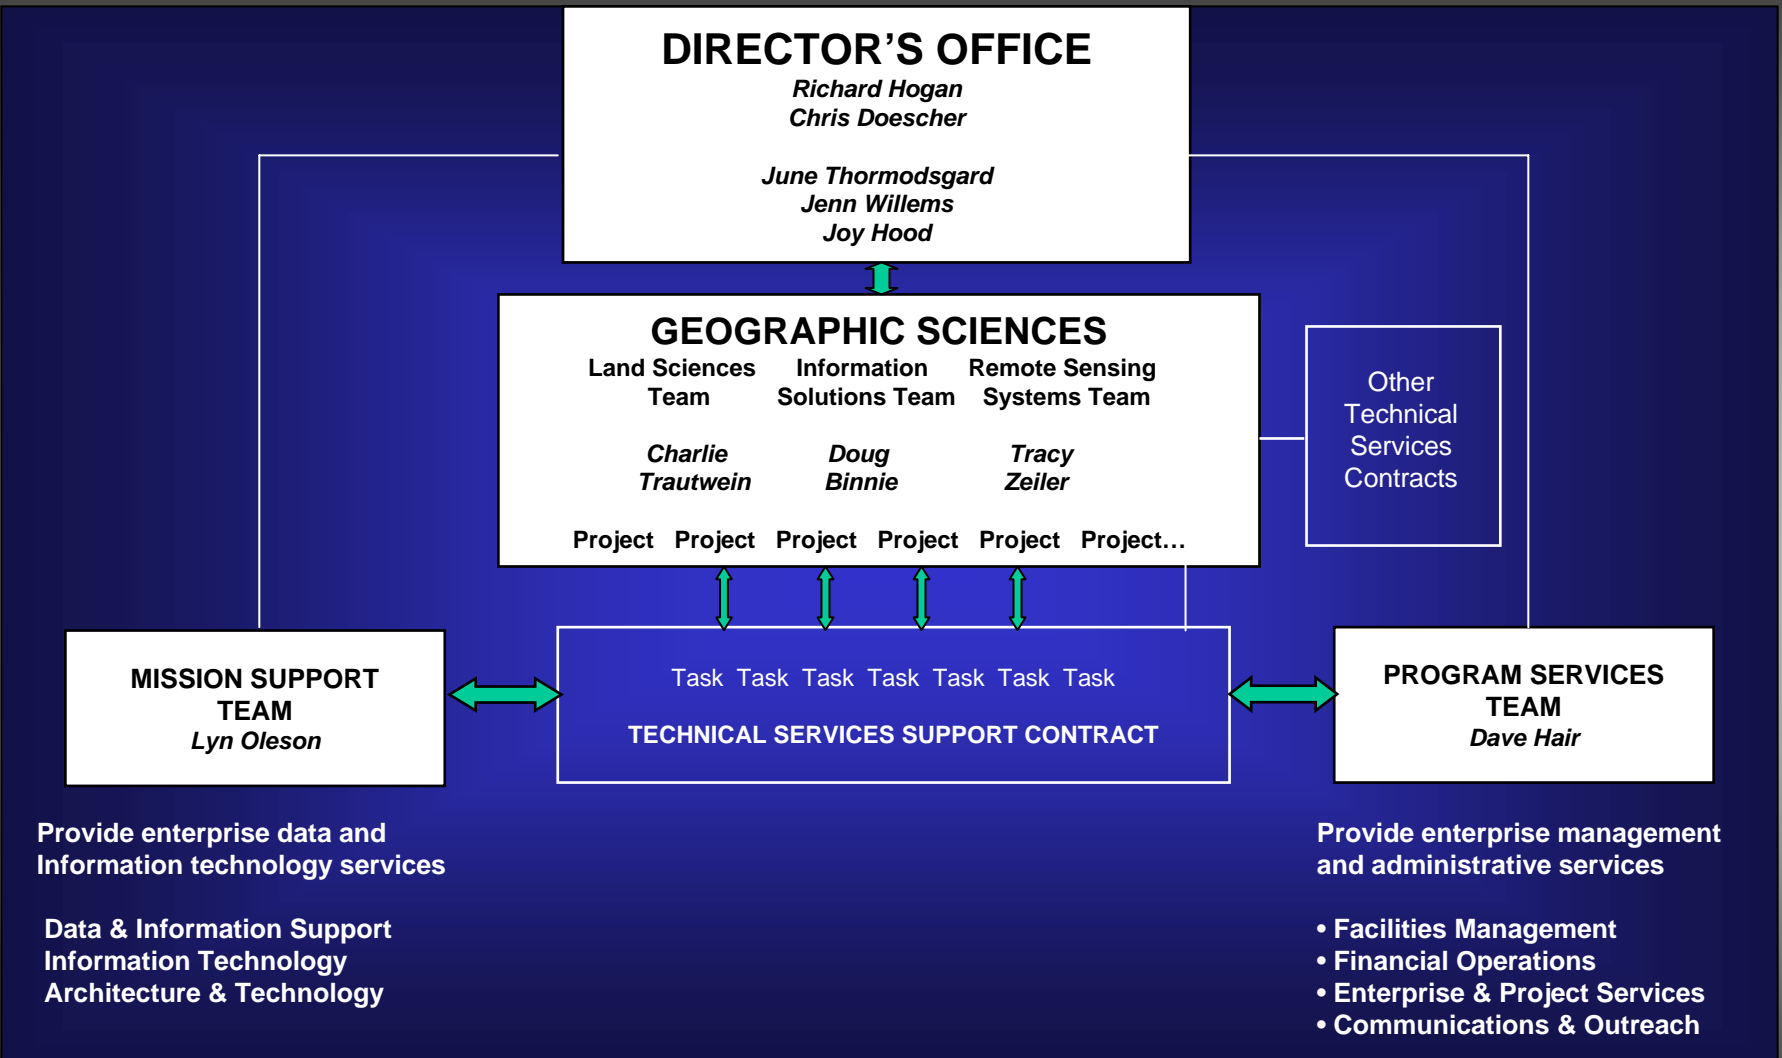 DIRECTOR’S OFFICE
Richard Hogan
Chris Doescher
June Thormodsgard
Jenn Willems
Joy Hood
GEOGRAPHIC SCIENCES
Land Sciences Team
Information Solutions Team
Remote Sensing Systems Team
Charlie Trautwein
Doug Binnie
Tracy Zeiler
Project Project Project Project Project Project…
Other
Technical
Services
Contracts
MISSION SUPPORT
TEAM
Lyn Oleson
Task Task Task Task Task Task Task
TECHNICAL SERVICES SUPPORT CONTRACT
PROGRAM SERVICES
TEAM
Dave Hair
Provide enterprise data and
Information technology services
Data & Information Support
Information Technology
Architecture & Technology
Provide enterprise management
and administrative services
• Facilities Management
• Financial Operations
• Enterprise & Project Services
• Communications & Outreach